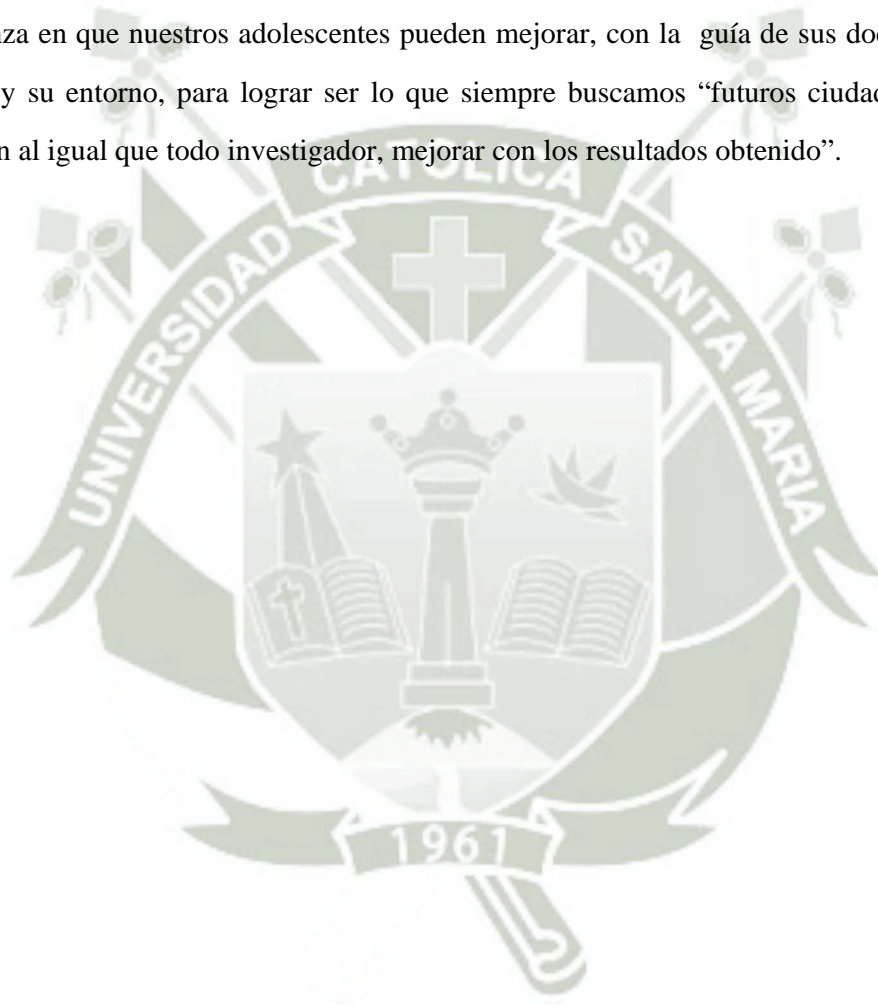 nza en que nuestros adolescentes pueden mejorar, con la guía de sus doc
y su entorno, para lograr ser lo que siempre buscamos “futuros ciudad
n al igual que todo investigador, mejorar con los resultados obtenido”.
UNIVERSIDAD CATOLICA SANTA MARIA
1961